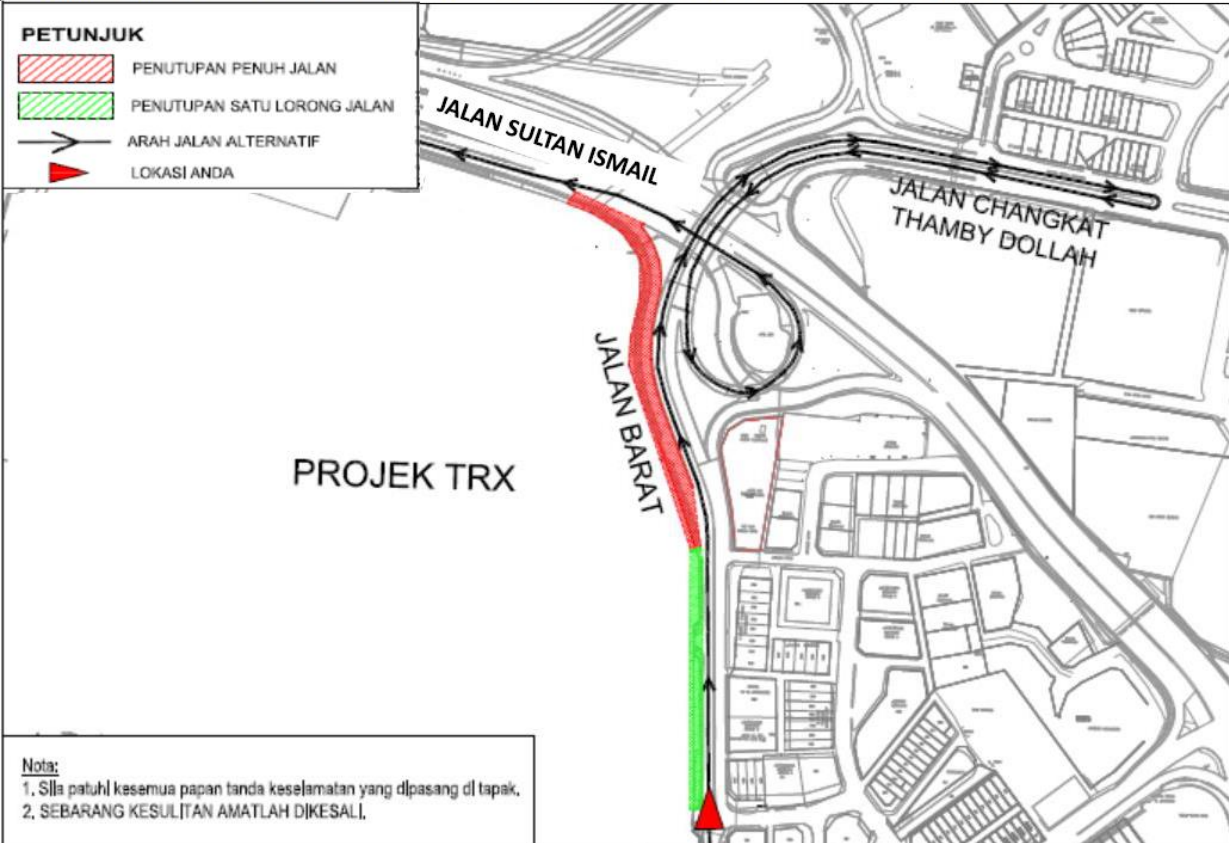 PETUNJUK
PENUTUPAN PENUH JALAN
PENUTUPAN SATU LORONG JALAN
ARAH JALAN ALTERNATIF
LOKASI ANDA
JALAN SULTAN ISMAIL
JALAN CHANGKAT
THAMBY DOLLAH
JALAN BARAT
PROJEK TRX
Nota:
1. Sila patuhi kesemua papan tanda keselamatan yang dipasang di tapak.
2. SEBARANG KESULITAN AMATLAH DIKESALI.